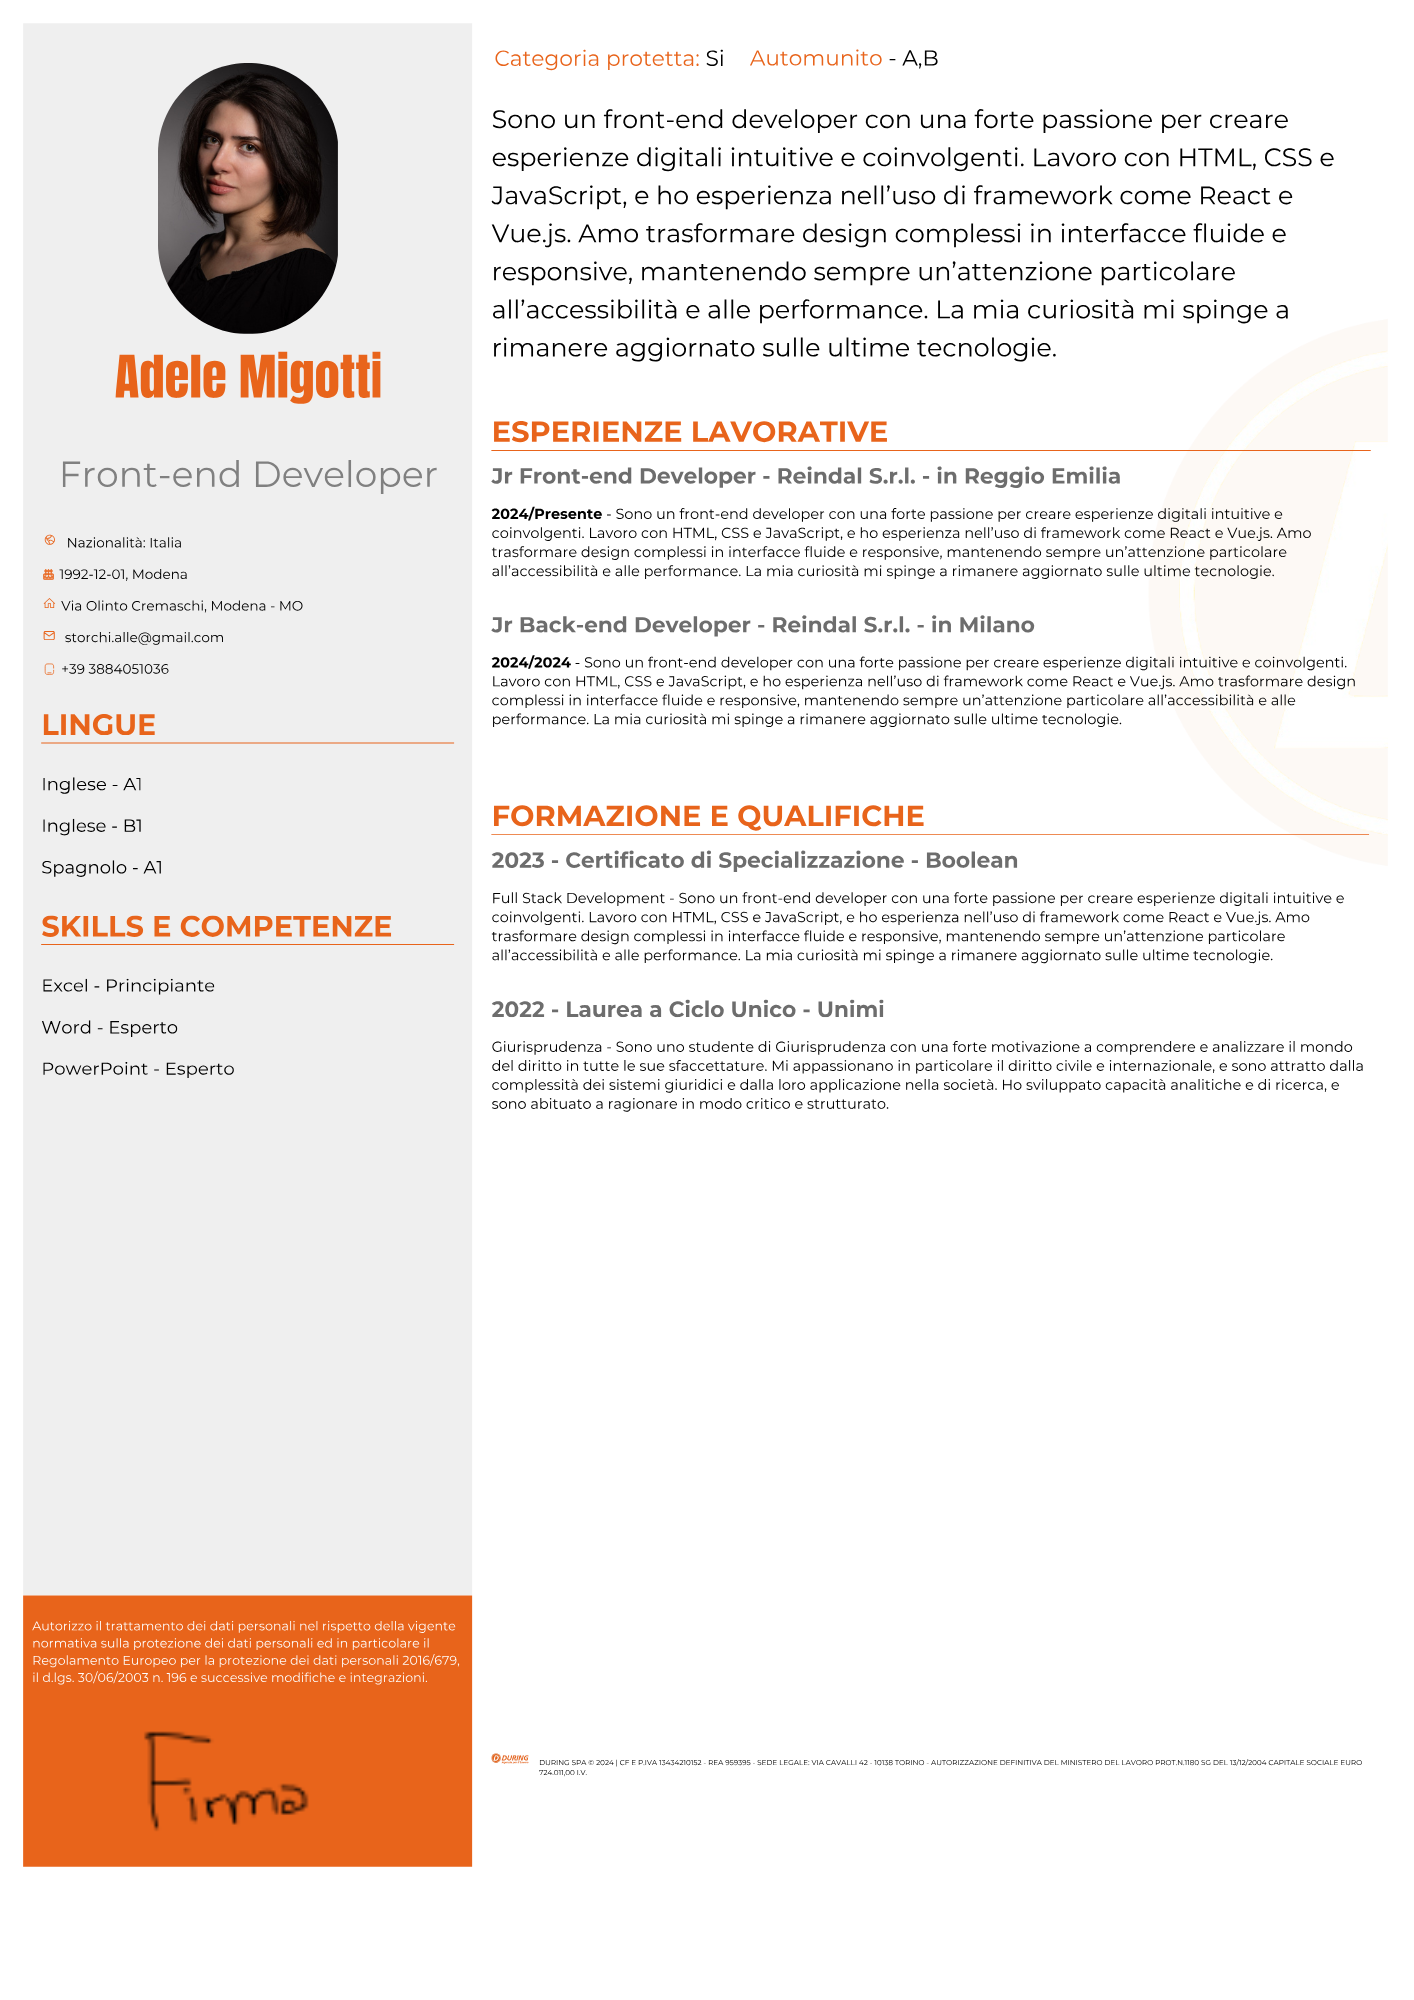 Adele Migotti
Front-end Developer
Nazionalità: Italia
1992-12-01, Modena
Via Olinto Cremaschi, Modena - MO
storchi.alle@gmail.com
+39 3884051036
LINGUE
Inglese - A1
Inglese - B1
Spagnolo - A1
SKILLS E COMPETENZE
Excel - Principiante
Word - Esperto
PowerPoint - Esperto
Autorizzo il trattamento dei dati personali nel rispetto della vigente
normativa sulla protezione dei dati personali ed in particolare il
Regolamento Europeo per la protezione dei dati personali 2016/679,
il d.lgs. 30/06/2003 n. 196 e successive modifiche e integrazioni.
Firma
Categoria protetta: Si Automunito - A,B
Sono un front-end developer con una forte passione per creare
esperienze digitali intuitive e coinvolgenti. Lavoro con HTML, CSS e
JavaScript, e ho esperienza nell’uso di framework come React e
Vue.js. Amo trasformare design complessi in interfacce fluide e
responsive, mantenendo sempre un’attenzione particolare
all’accessibilità e alle performance. La mia curiosità mi spinge a
rimanere aggiornato sulle ultime tecnologie.
ESPERIENZE LAVORATIVE
Jr Front-end Developer - Reindal S.r.l. - in Reggio Emilia
2024/Presente - Sono un front-end developer con una forte passione per creare esperienze digitali intuitive e
coinvolgenti. Lavoro con HTML, CSS e JavaScript, e ho esperienza nell’uso di framework come React e Vue.js. Amo
trasformare design complessi in interfacce fluide e responsive, mantenendo sempre un’attenzione particolare
all’accessibilità e alle performance. La mia curiosità mi spinge a rimanere aggiornato sulle ultime tecnologie.
Jr Back-end Developer - Reindal S.r.l. - in Milano
2024/2024 - Sono un front-end developer con una forte passione per creare esperienze digitali intuitive e coinvolgenti.
Lavoro con HTML, CSS e JavaScript, e ho esperienza nell’uso di framework come React e Vue.js. Amo trasformare design
complessi in interfacce fluide e responsive, mantenendo sempre un’attenzione particolare all’accessibilità e alle
performance. La mia curiosità mi spinge a rimanere aggiornato sulle ultime tecnologie.
FORMAZIONE E QUALIFICHE
2023 - Certificato di Specializzazione - Boolean
Full Stack Development - Sono un front-end developer con una forte passione per creare esperienze digitali intuitive e
coinvolgenti. Lavoro con HTML, CSS e JavaScript, e ho esperienza nell’uso di framework come React e Vue.js. Amo
trasformare design complessi in interfacce fluide e responsive, mantenendo sempre un’attenzione particolare
all’accessibilità e alle performance. La mia curiosità mi spinge a rimanere aggiornato sulle ultime tecnologie.
2022 - Laurea a Ciclo Unico - Unimi
Giurisprudenza - Sono uno studente di Giurisprudenza con una forte motivazione a comprendere e analizzare il mondo
del diritto in tutte le sue sfaccettature. Mi appassionano in particolare il diritto civile e internazionale, e sono attratto dalla
complessità dei sistemi giuridici e dalla loro applicazione nella società. Ho sviluppato capacità analitiche e di ricerca, e
sono abituato a ragionare in modo critico e strutturato.
DURING
DURING SPA © 2024 | CF E P.IVA 13434210152 - REA 959395 - SEDE LEGALE: VIA CAVALLI 42 - 10138 TORINO - AUTORIZZAZIONE DEFINITIVA DEL MINISTERO DEL LAVORO PROT.N.1180 SG DEL 13/12/2004 CAPITALE SOCIALE EURO
724.011,00 I.V.